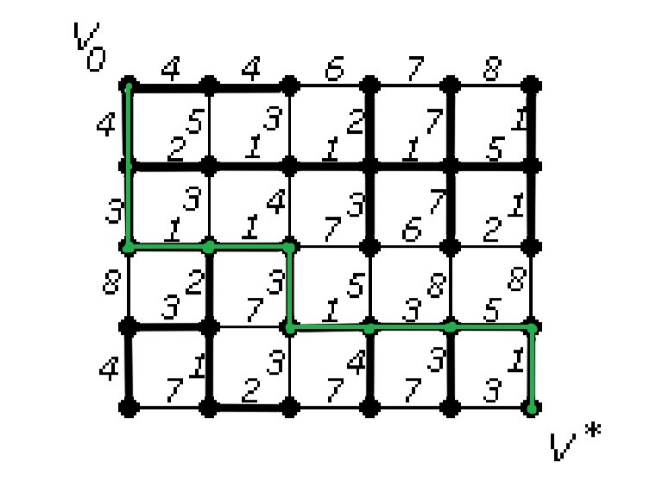 V0
4 4 6 7 8
4 5 3 2 7 1
2 1 1 1 5
3 3 4 3 7 1
1 1 7 6 2
8 2 3 5 8 8
3 7 1 3 5
4 1 3 4 3 1
7 2 7 7 3
V*